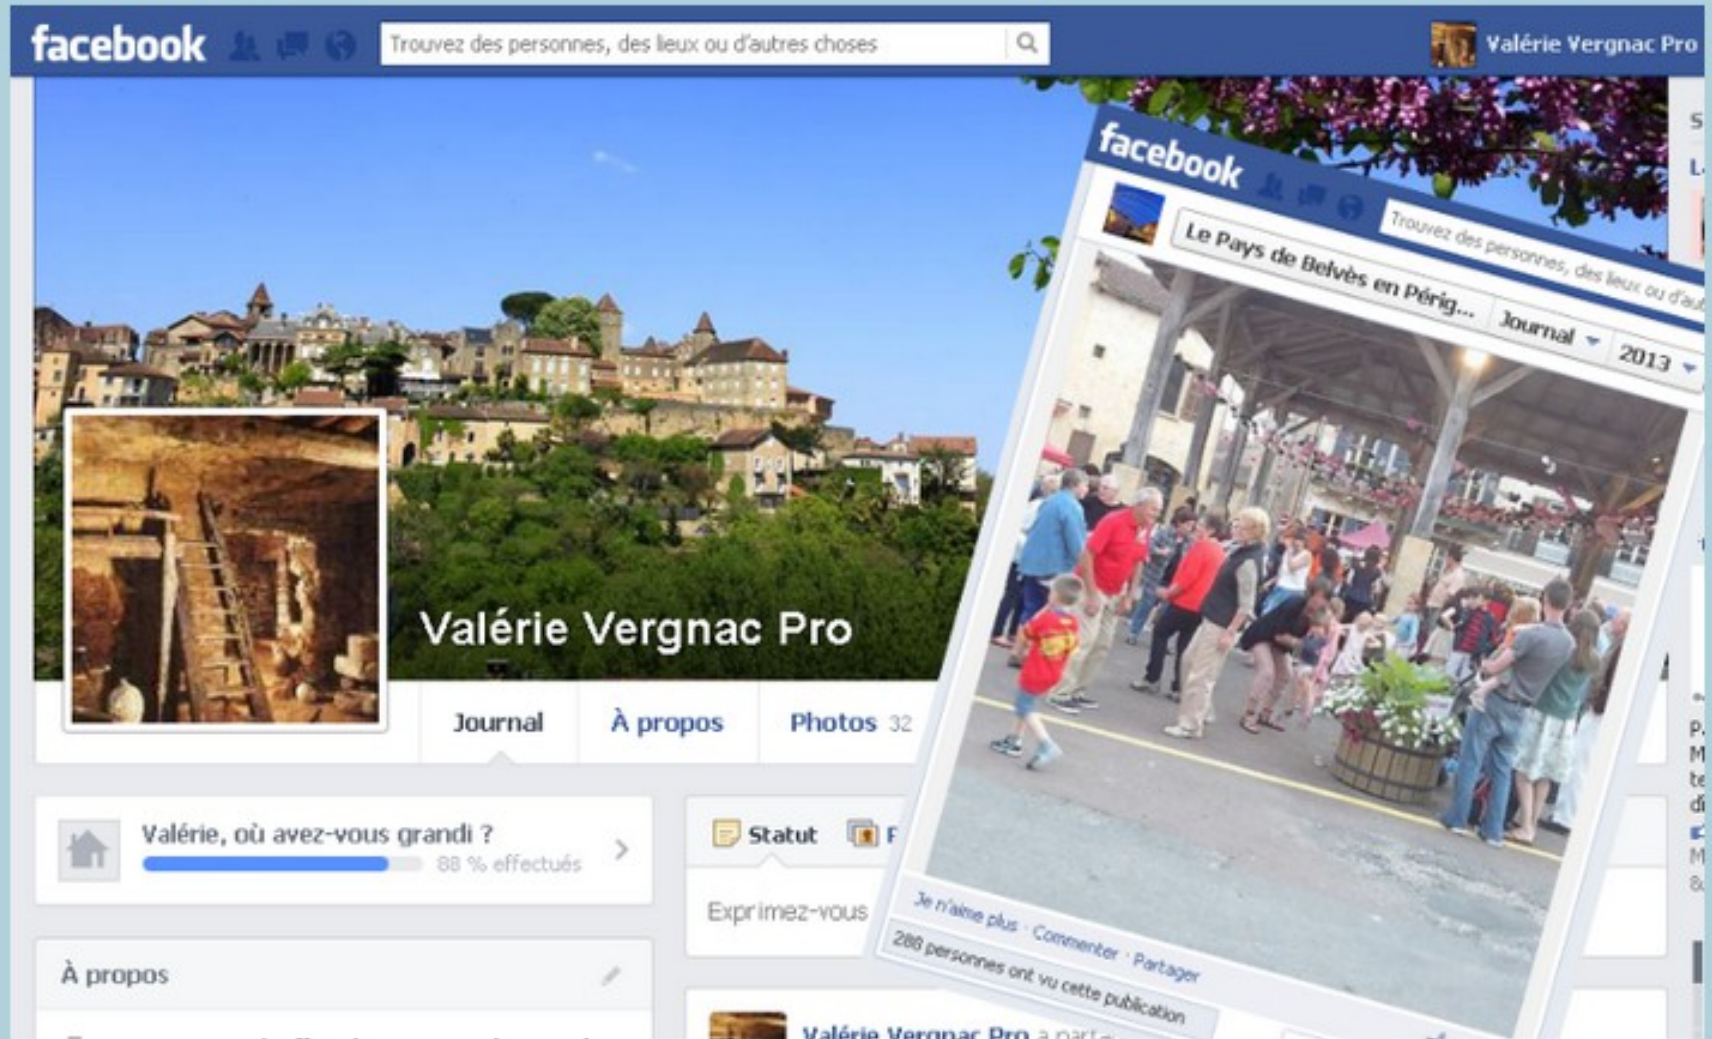 facebook
Trouvez des personnes, des lieux ou d'autres choses
Valérie Vergnac Pro
Valérie Vergnac Pro
Journal
À propos
Photos 32
Valérie, où avez-vous grandi ?
88 % effectués
À propos
Statut
Exprimez-vous
Valérie Vergnac Pro a
facebook
Trouvez des personnes, des lieux ou
Le Pays de Belvès en Périg...
Journal
2013
Je n'aime plus · Commenter · Partager
288 personnes ont vu cette publication